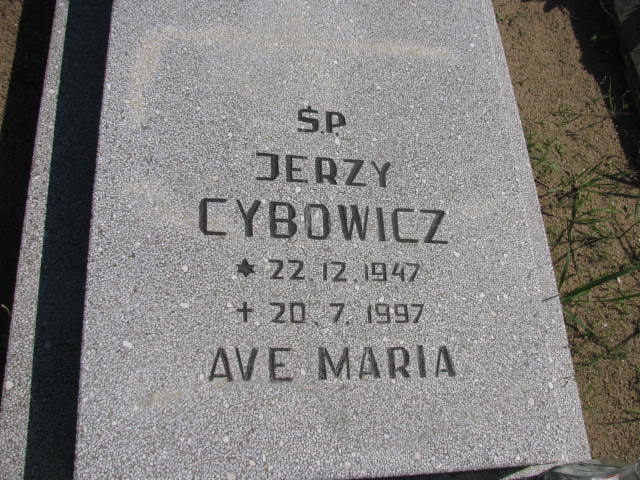 Ś.P.
JERZY
CYBOWICZ
* 22.12.1947
+ 20.7.1997
AVE MARIA